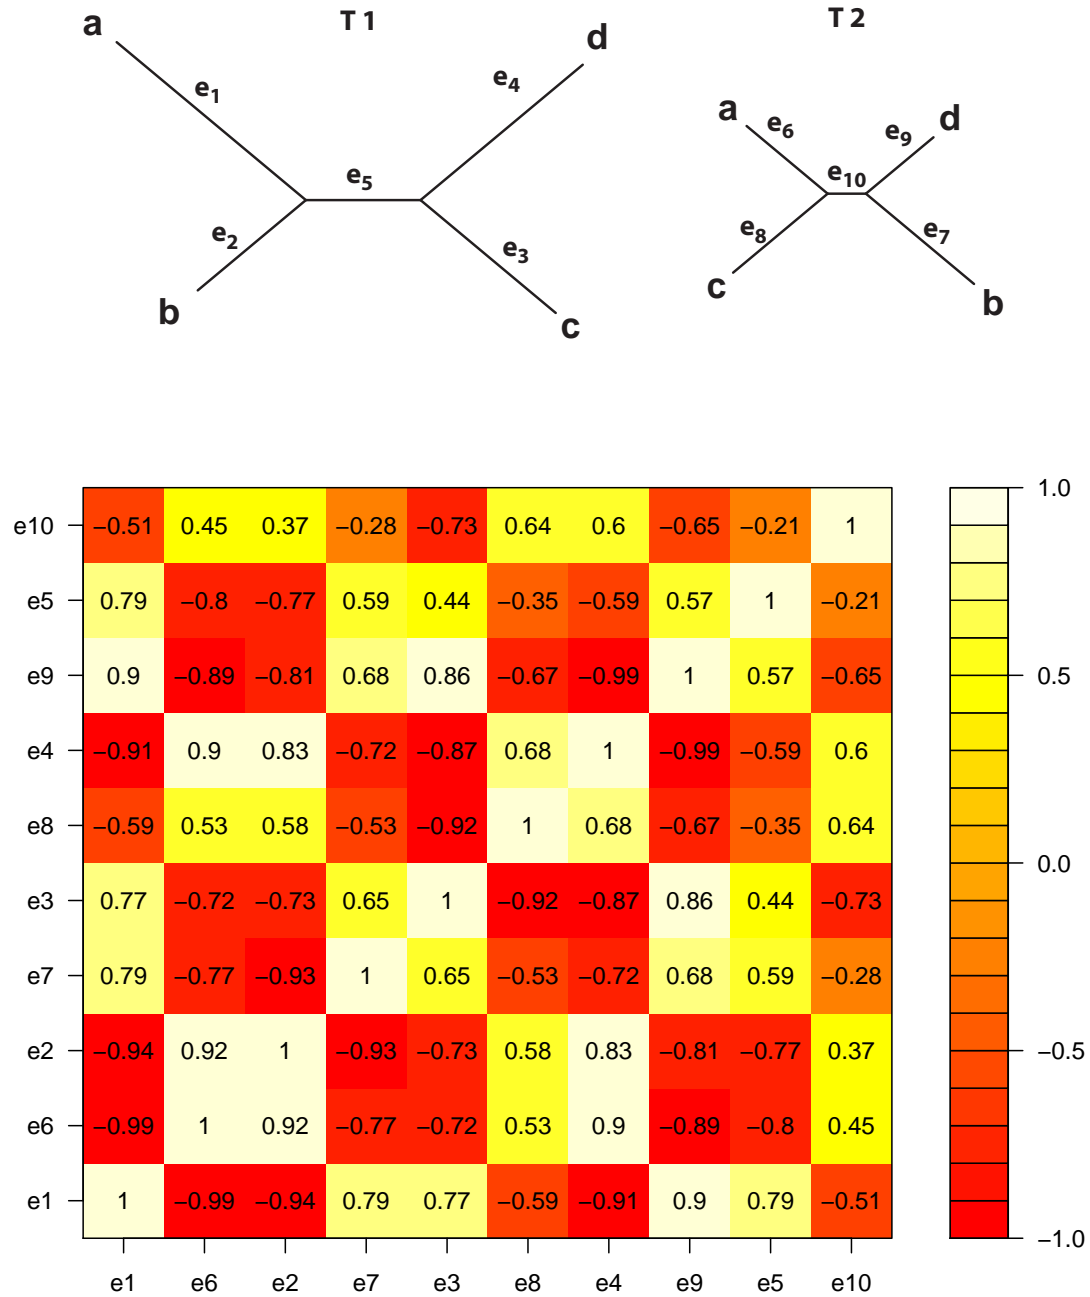 T 1 T 2
a d
e4
e1
a e6 e9 d
e5 e10
e2 e3 e8 e7
b c c b
e10 −0.51 0.45 0.37 −0.28 −0.73 0.64 0.6 −0.65 −0.21 1 1.0
e5 0.79 −0.8 −0.77 0.59 0.44 −0.35 −0.59 0.57 1 −0.21
e9 0.9 −0.89 −0.81 0.68 0.86 −0.67 −0.99 1 0.57 −0.65 0.5
e4 −0.91 0.9 0.83 −0.72 −0.87 0.68 1 −0.99 −0.59 0.6
e8 −0.59 0.53 0.58 −0.53 −0.92 1 0.68 −0.67 −0.35 0.64 0.0
e3 0.77 −0.72 −0.73 0.65 1 −0.92 −0.87 0.86 0.44 −0.73
e7 0.79 −0.77 −0.93 1 0.65 −0.53 −0.72 0.68 0.59 −0.28
e2 −0.94 0.92 1 −0.93 −0.73 0.58 0.83 −0.81 −0.77 0.37 −0.5
e6 −0.99 1 0.92 −0.77 −0.72 0.53 0.9 −0.89 −0.8 0.45
e1 1 −0.99 −0.94 0.79 0.77 −0.59 −0.91 0.9 0.79 −0.51 −1.0
e1 e6 e2 e7 e3 e8 e4 e9 e5 e10